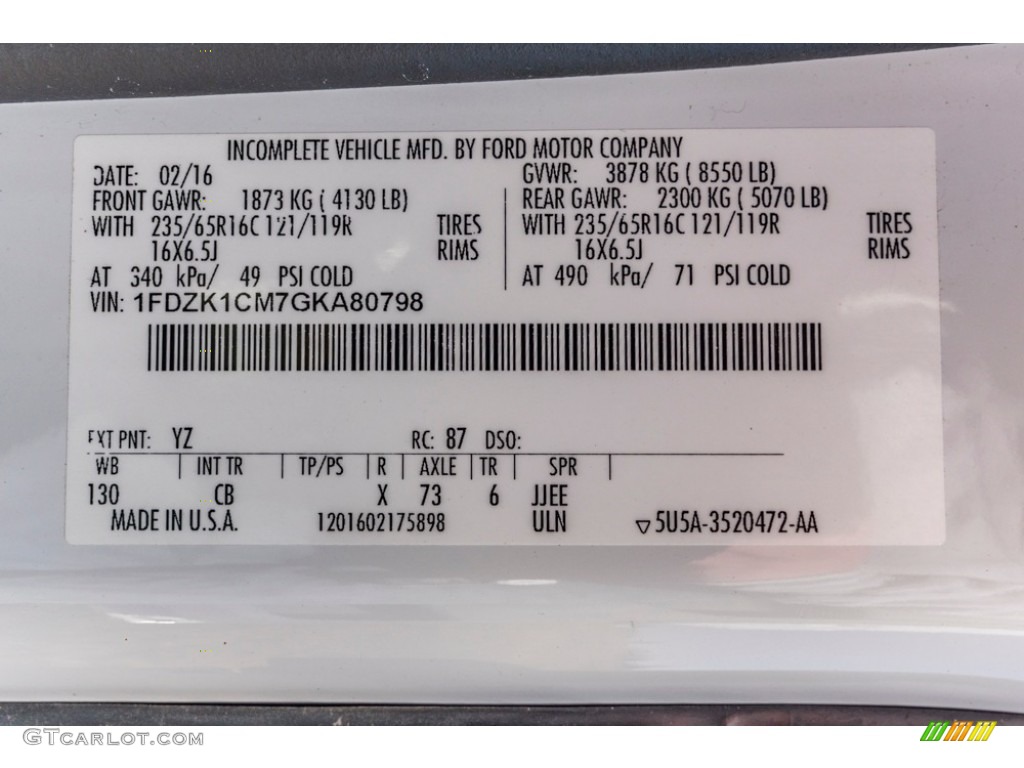 INCOMPLETE VEHICLE MFD. BY FORD MOTOR COMPANY
DATE: 02/16
GVWR: 3878 KG ( 8550 LB)
FRONT GAWR: 1873 KG ( 4130 LB)
REAR GAWR: 2300 KG ( 5070 LB)
WITH 235/65R16C 121/119R TIRES
WITH 235/65R16C 121/119R TIRES
16X6.5J RIMS
16X6.5J RIMS
AT 340 kPa/ 49 PSI COLD
AT 490 kPa/ 71 PSI COLD
VIN: 1FDZK1CM7GKA80798
EXT PNT: YZ RC: 87 DSO:
WB INT TR TP/PS R AXLE TR SPR
130 CB X 73 6 JJEE
MADE IN U.S.A. 1201602175898 ULN ▽5U5A-3520472-AA
GTCarlot.com